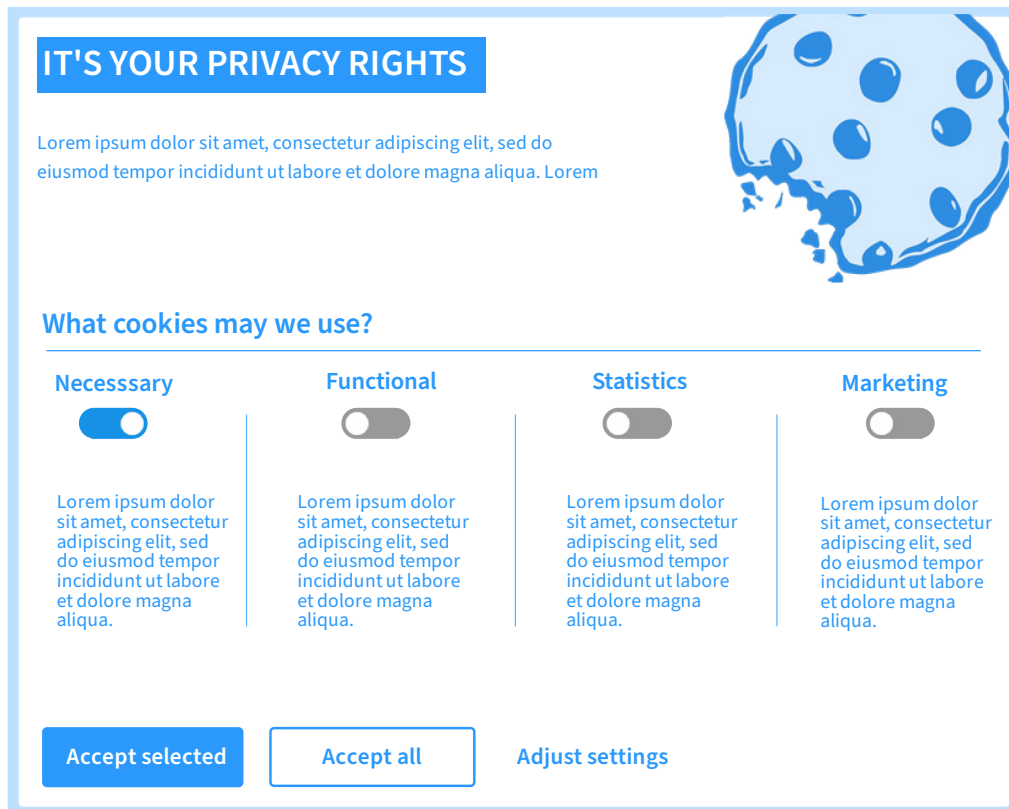 IT'S YOUR PRIVACY RIGHTS
Lorem ipsum dolor sit amet, consectetur adipiscing elit, sed do
eiusmod tempor incididunt ut labore et dolore magna aliqua. Lorem
What cookies may we use?
Necesssary
Functional
Statistics
Marketing
Lorem ipsum dolor
sit amet, consectetur
adipiscing elit, sed
do eiusmod tempor
incididunt ut labore
et dolore magna
aliqua.
Lorem ipsum dolor
sit amet, consectetur
adipiscing elit, sed
do eiusmod tempor
incididunt ut labore
et dolore magna
aliqua.
Lorem ipsum dolor
sit amet, consectetur
adipiscing elit, sed
do eiusmod tempor
incididunt ut labore
et dolore magna
aliqua.
Lorem ipsum dolor
sit amet, consectetur
adipiscing elit, sed
do eiusmod tempor
incididunt ut labore
et dolore magna
aliqua.
Accept selected
Accept all
Adjust settings